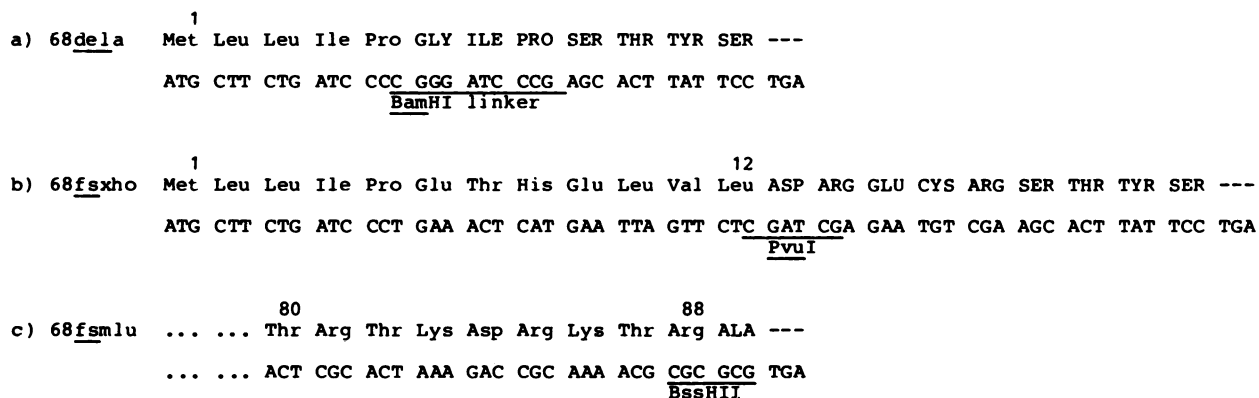 1
a) 68dela Met Leu Leu Ile Pro GLY ILE PRO SER THR TYR SER ---
ATG CTT CTG ATC CCC GGG ATC CCG AGC ACT TAT TCC TGA
BamHI linker
1 12
b) 68fsxho Met Leu Leu Ile Pro Glu Thr His Glu Leu Val Leu ASP ARG GLU CYS ARG SER THR TYR SER ---
ATG CTT CTG ATC CCT GAA ACT CAT GAA TTA GTT CTC GAT CGA GAA TGT CGA AGC ACT TAT TCC TGA
PvuI
80 88
c) 68fsmlu ... ... Thr Arg Thr Lys Asp Arg Lys Thr Arg ALA ---
... ... ACT CGC ACT AAA GAC CGC AAA ACG CGC GCG TGA
BssHII